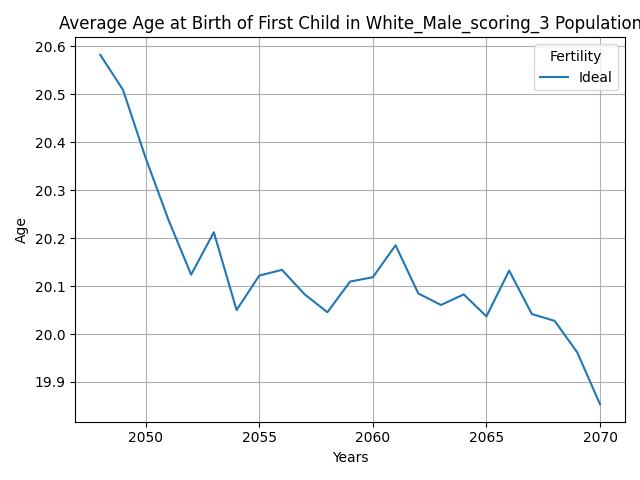 Average Age at Birth of First Child in White_Male_scoring_3 Population
20.6
20.5
20.4
20.3
20.2
20.1
20.0
19.9
Age
Fertility
Ideal
2050 2055 2060 2065 2070
Years